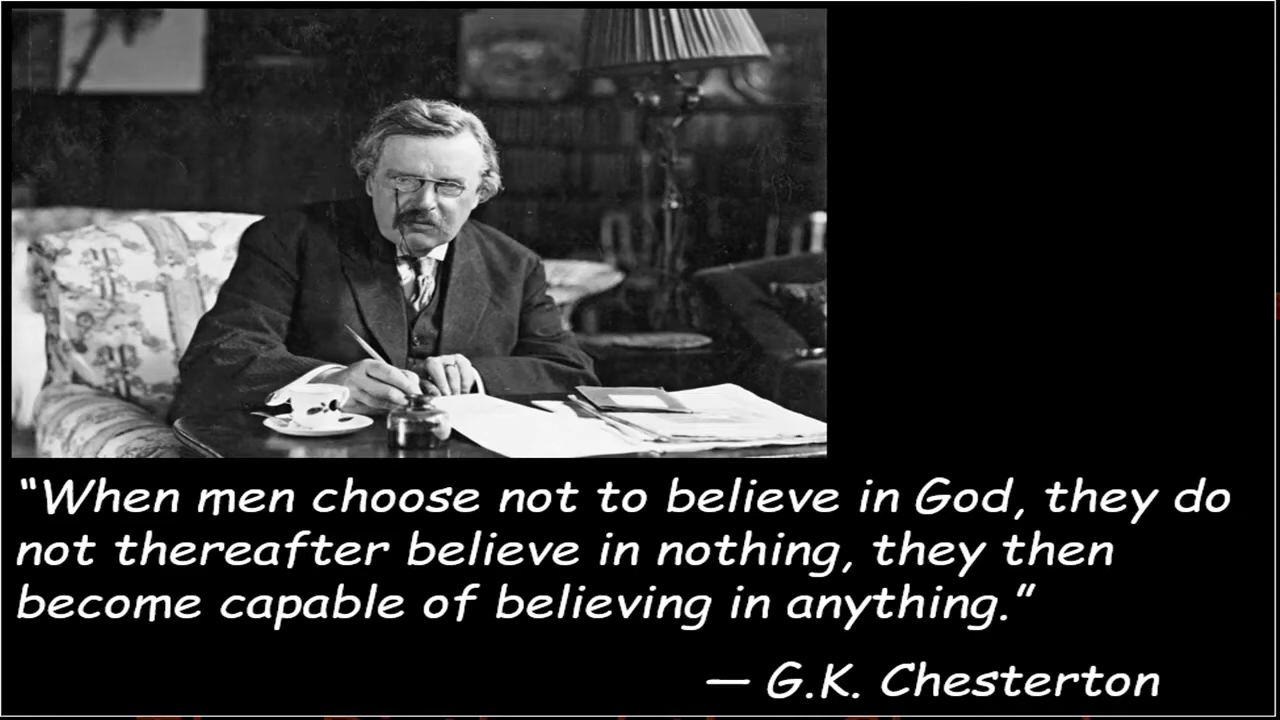 “When men choose not to believe in God, they do
not thereafter believe in nothing, they then
become capable of believing in anything.”
— G.K. Chesterton